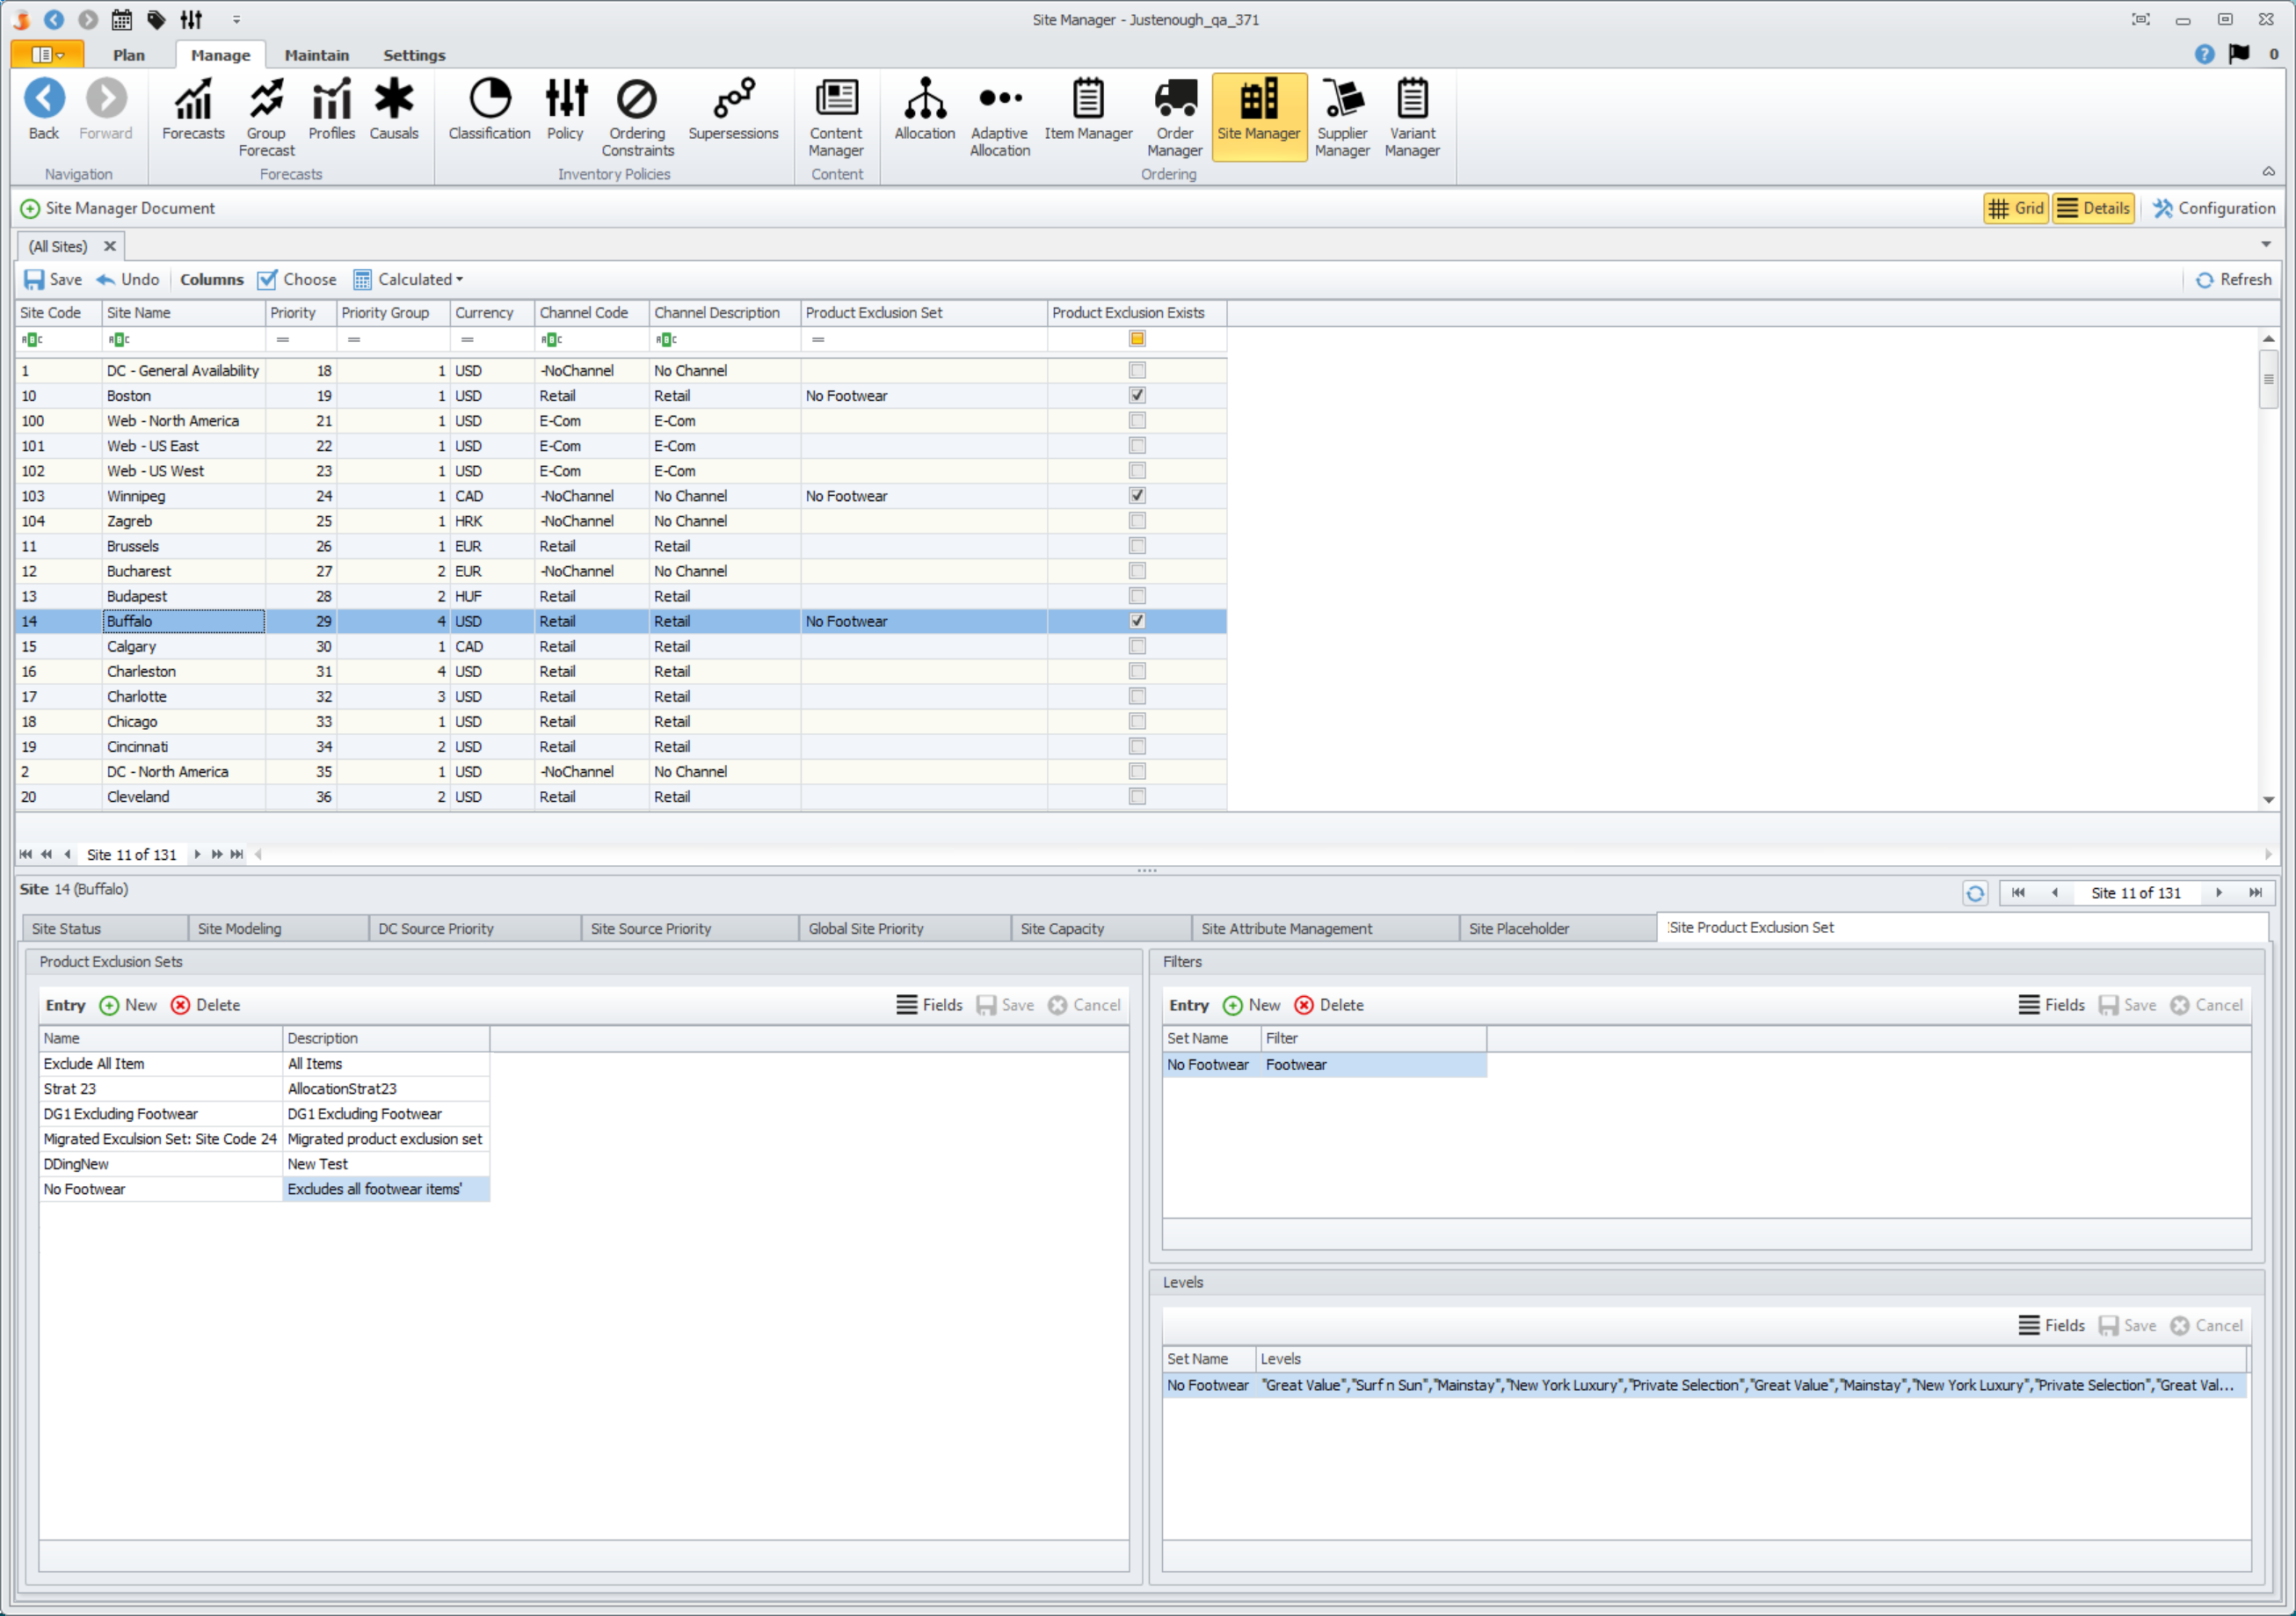 Site Manager - Justenough_qa_371
Plan Manage Maintain Settings 0
Back Forward Forecasts Group Forecast Profiles Causals Classification Policy Ordering Constraints Supersessions Content Manager Allocation Adaptive Allocation Item Manager Order Manager Site Manager Supplier Manager Variant Manager
Navigation Forecasts Inventory Policies Content Ordering
Site Manager Document Grid Details Configuration
(All Sites)
Save Undo Columns Choose Calculated Refresh
Site Code Site Name Priority Priority Group Currency Channel Code Channel Description Product Exclusion Set Product Exclusion Exists
ABC ABC = = = ABC ABC =
1 DC - General Availability 18 1 USD -NoChannel No Channel
10 Boston 19 1 USD Retail Retail No Footwear
100 Web - North America 21 1 USD E-Com E-Com
101 Web - US East 22 1 USD E-Com E-Com
102 Web - US West 23 1 USD E-Com E-Com
103 Winnipeg 24 1 CAD -NoChannel No Channel No Footwear
104 Zagreb 25 1 HRK -NoChannel No Channel
11 Brussels 26 1 EUR Retail Retail
12 Bucharest 27 2 EUR -NoChannel No Channel
13 Budapest 28 2 HUF Retail Retail
14 Buffalo 29 4 USD Retail Retail No Footwear
15 Calgary 30 1 CAD Retail Retail
16 Charleston 31 4 USD Retail Retail
17 Charlotte 32 3 USD Retail Retail
18 Chicago 33 1 USD Retail Retail
19 Cincinnati 34 2 USD Retail Retail
2 DC - North America 35 1 USD -NoChannel No Channel
20 Cleveland 36 2 USD Retail Retail
Site 11 of 131
Site 14 (Buffalo) Site 11 of 131
Site Status Site Modeling DC Source Priority Site Source Priority Global Site Priority Site Capacity Site Attribute Management Site Placeholder Site Product Exclusion Set
Product Exclusion Sets
Entry New Delete Fields Save Cancel
Name Description
Exclude All Item All Items
Strat 23 AllocationStrat23
DG1 Excluding Footwear DG1 Excluding Footwear
Migrated Exculsion Set: Site Code 24 Migrated product exclusion set
DDingNew New Test
No Footwear Excludes all footwear items'
Filters
Entry New Delete Fields Save Cancel
Set Name Filter
No Footwear Footwear
Levels
Fields Save Cancel
Set Name Levels
No Footwear "Great Value","Surf n Sun","Mainstay","New York Luxury","Private Selection","Great Value","Mainstay","New York Luxury","Private Selection","Great Val...